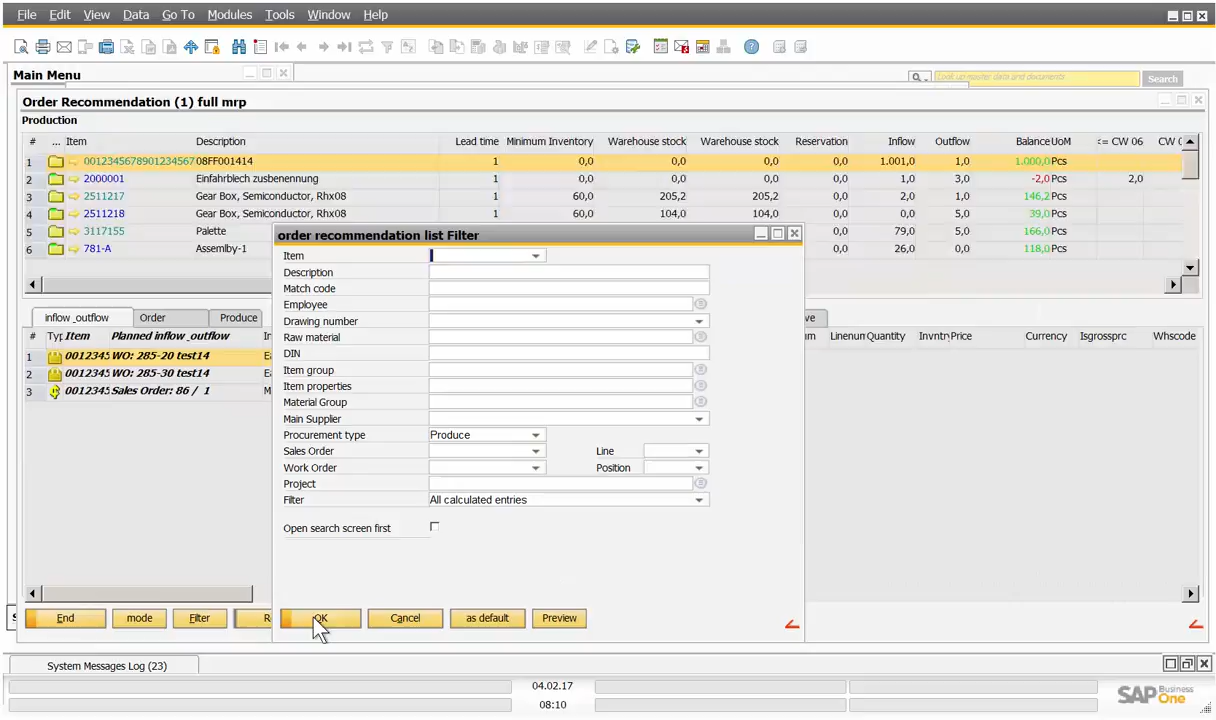 File Edit View Data Go To Modules Tools Window Help
Main Menu
Look up master data and documents Search
Order Recommendation (1) full mrp
Production
# ... Item Description Lead time Minimum Inventory Warehouse stock Warehouse stock Reservation Inflow Outflow Balance UoM <= CW 06
1 001234567890123456708FF001414 1 0,0 0,0 0,0 0,0 1.001,0 1,0 1.000,0 Pcs
2 2000001 Einfahrblech zusbenennung 1 0,0 0,0 0,0 0,0 1,0 3,0 -2,0 Pcs 2,0
3 2511217 Gear Box, Semiconductor, Rhx08 1 60,0 205,2 205,2 0,0 2,0 1,0 146,2 Pcs
4 2511218 Gear Box, Semiconductor, Rhx08 1 60,0 104,0 104,0 0,0 0,0 5,0 39,0 Pcs
5 3117155 Palette 0,0 79,0 5,0 166,0 Pcs
6 781-A Assemlby-1 0,0 26,0 0,0 118,0 Pcs
order recommendation list Filter
Item
Description
Match code
Employee
Drawing number
Raw material
DIN
Item group
Item properties
Material Group
Main Supplier
Procurement type Produce
Sales Order Line
Work Order Position
Project
Filter All calculated entries
Open search screen first
OK Cancel as default Preview
inflow_outflow Order Produce
# Typ Item Planned inflow_outflow Linenum Quantity Invntry Price Currency Isgrossprc Whscode
1 0012345 WO: 285-20 test14
2 0012345 WO: 285-30 test14
3 0012345 Sales Order: 86 / 1
End mode Filter
System Messages Log (23)
04.02.17
08:10
SAP Business One